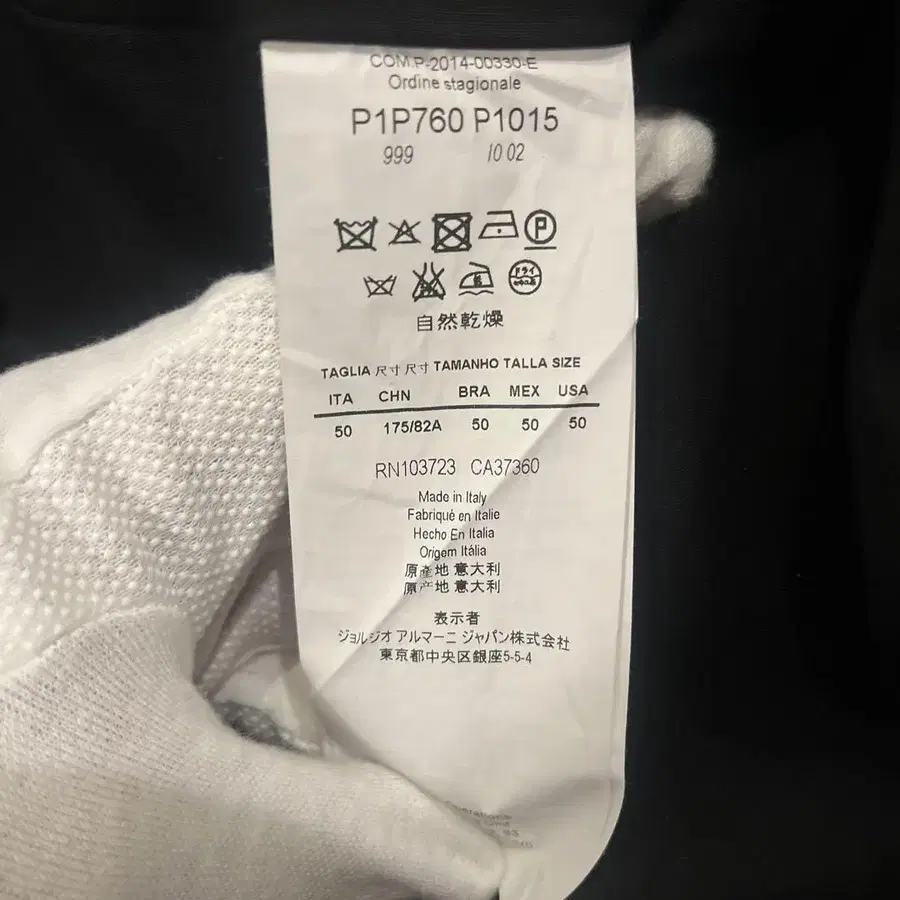 COM.P-2014-00330-E
Ordine stagionale
P1P760 P1015
999 10 02
P
ドライ
自然乾燥
TAGLIA 尺寸 尺寸 TAMANHO TALLA SIZE
ITA CHN BRA MEX USA
50 175/82A 50 50 50
RN103723 CA37360
Made in Italy
Fabriqué en Italie
Hecho En Italia
Origem Itália
原產地 意大利
原产地 意大利
表示者
ジョルジオ アルマーニ ジャパン株式会社
東京都中央区銀座5-5-4